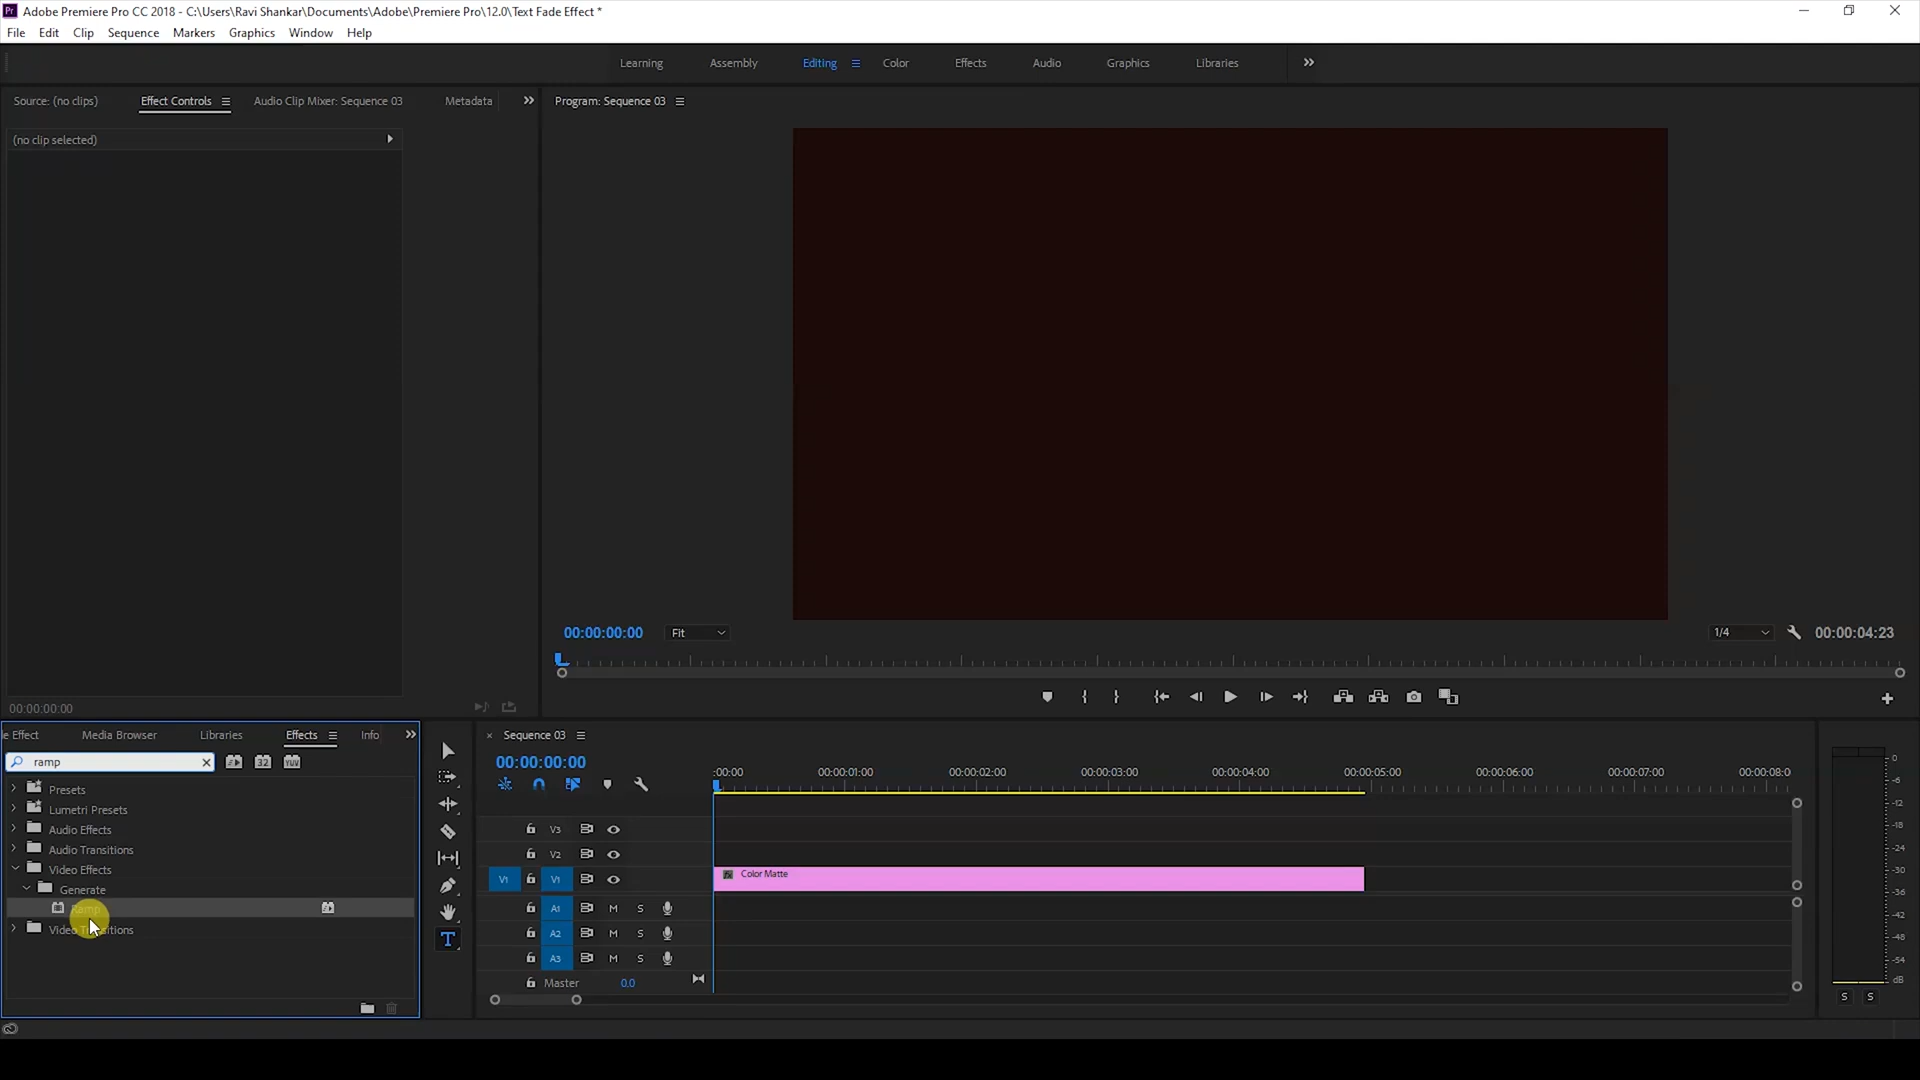 Adobe Premiere Pro CC 2018 - C:\Users\Ravi Shankar\Documents\Adobe\Premiere Pro\12.0\Text Fade Effect *
File Edit Clip Sequence Markers Graphics Window Help
Learning Assembly Editing Color Effects Audio Graphics Libraries
Source: (no clips) Effect Controls Audio Clip Mixer: Sequence 03 Metadata
Program: Sequence 03
(no clip selected)
00:00:00:00 Fit 1/4 00:00:04:23
00:00:00:00
e Effect Media Browser Libraries Effects Info
ramp 32 YUV
Presets
Lumetri Presets
Audio Effects
Audio Transitions
Video Effects
Generate
Ramp
Video Transitions
Sequence 03
00:00:00:00
:00:00 00:00:01:00 00:00:02:00 00:00:03:00 00:00:04:00 00:00:05:00 00:00:06:00 00:00:07:00 00:00:08:0
V3
V2
V1 V1 Color Matte
A1 M S
A2 M S
A3 M S
Master 0.0
0
-6
-12
-18
-24
-30
-36
-42
-48
-54
dB
S S